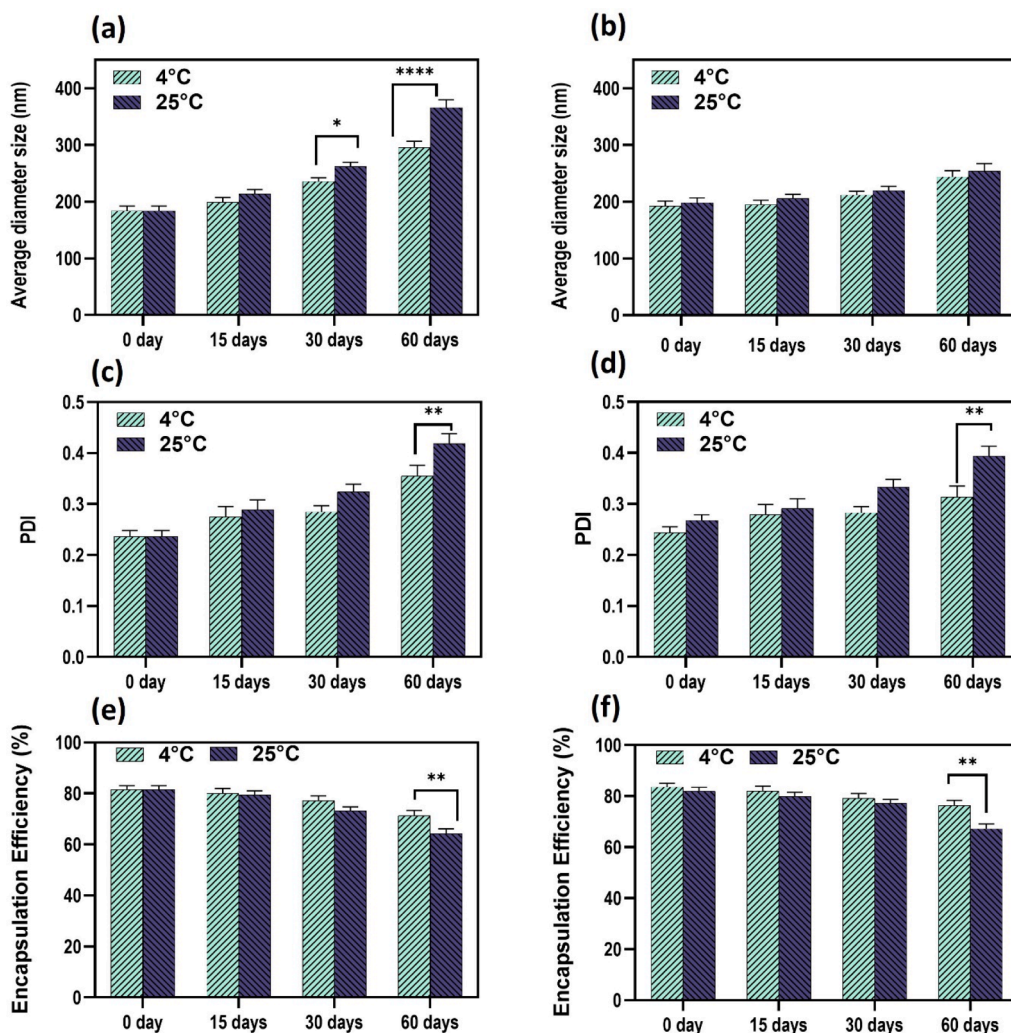 (a)
Average diameter size (nm)
400
300
200
100
0
4°C
25°C
*
****
0 day 15 days 30 days 60 days
(b)
Average diameter size (nm)
400
300
200
100
0
4°C
25°C
0 day 15 days 30 days 60 days
(c)
PDI
0.5
0.4
0.3
0.2
0.1
0.0
4°C
25°C
**
0 day 15 days 30 days 60 days
(d)
PDI
0.5
0.4
0.3
0.2
0.1
0.0
4°C
25°C
**
0 day 15 days 30 days 60 days
(e)
Encapsulation Efficiency (%)
100
80
60
40
20
0
4°C 25°C
**
0 day 15 days 30 days 60 days
(f)
Encapsulation Efficiency (%)
100
80
60
40
20
0
4°C 25°C
**
0 day 15 days 30 days 60 days